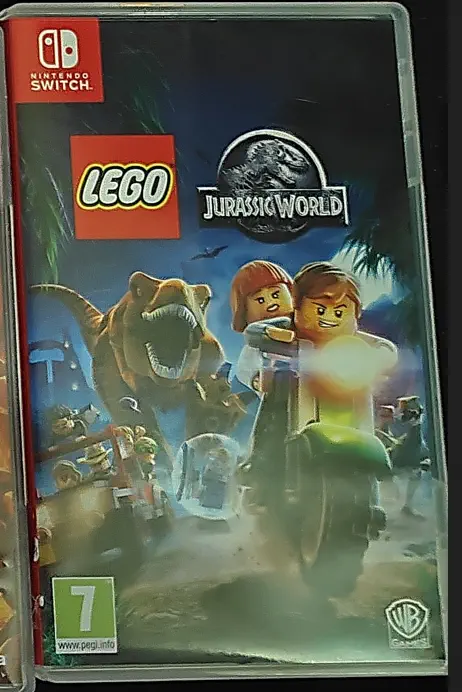 NINTENDO
SWITCH
LEGO
JURASSIC WORLD
7
www.pegi.info
WB
GAMES
a